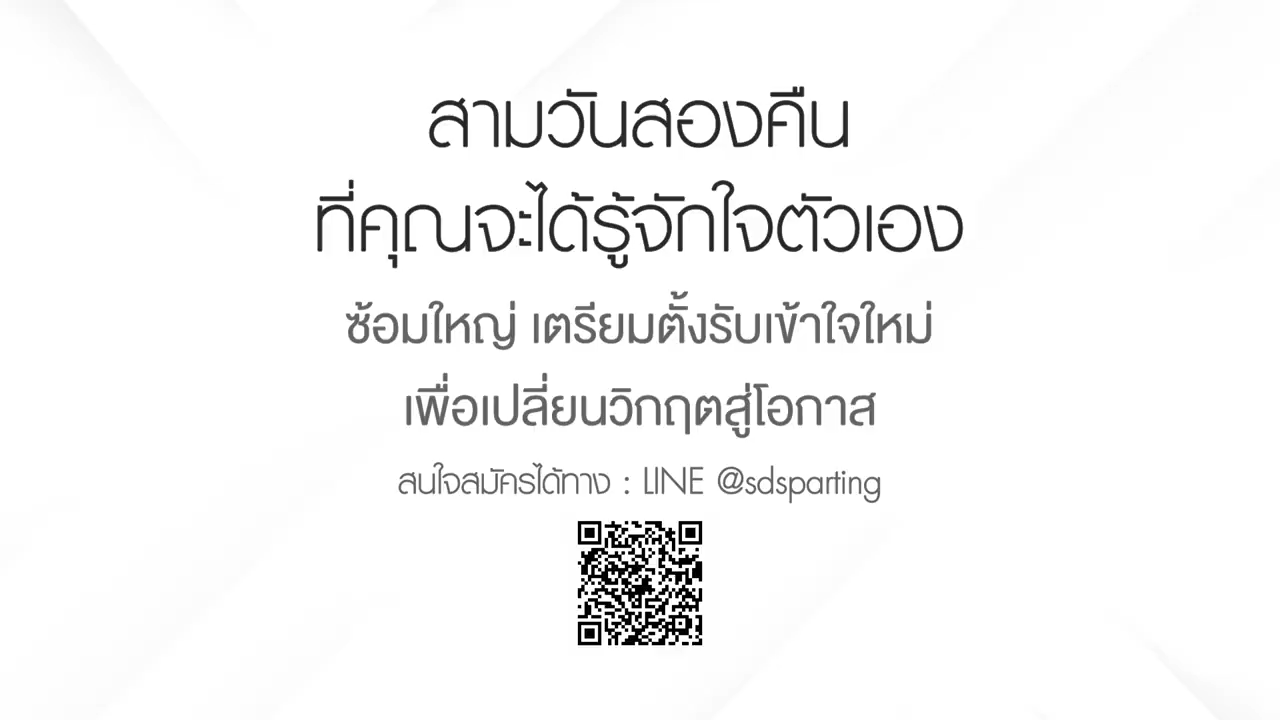 สามวันสองคืน
ที่คุณจะได้รู้จักใจตัวเอง
ซ้อมใหญ่ เตรียมตั้งรับเข้าใจใหม่
เพื่อเปลี่ยนวิกฤตสู่โอกาส
สนใจสมัครได้ทาง : LINE @sdsparting